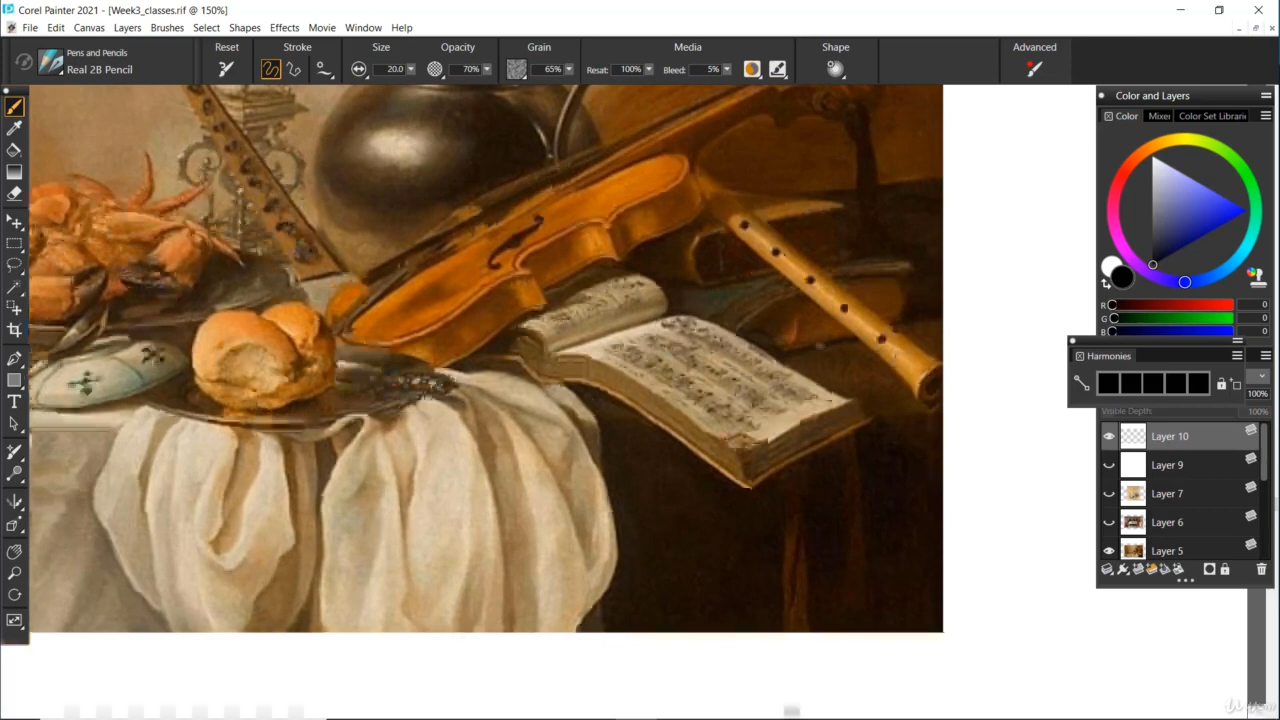 Corel Painter 2021 - [Week3_classes.rif @ 150%]
File Edit Canvas Layers Brushes Select Shapes Effects Movie Window Help
Pens and Pencils
Real 2B Pencil
Reset
Stroke
Size
20.0
Opacity
70%
Grain
65%
Media
Resat: 100% Bleed: 5%
Shape
Advanced
Color and Layers
Color Mixer Color Set Librari
R 0
G 0
B 0
Harmonies
100%
Visible Depth: 100%
Layer 10
Layer 9
Layer 7
Layer 6
Layer 5